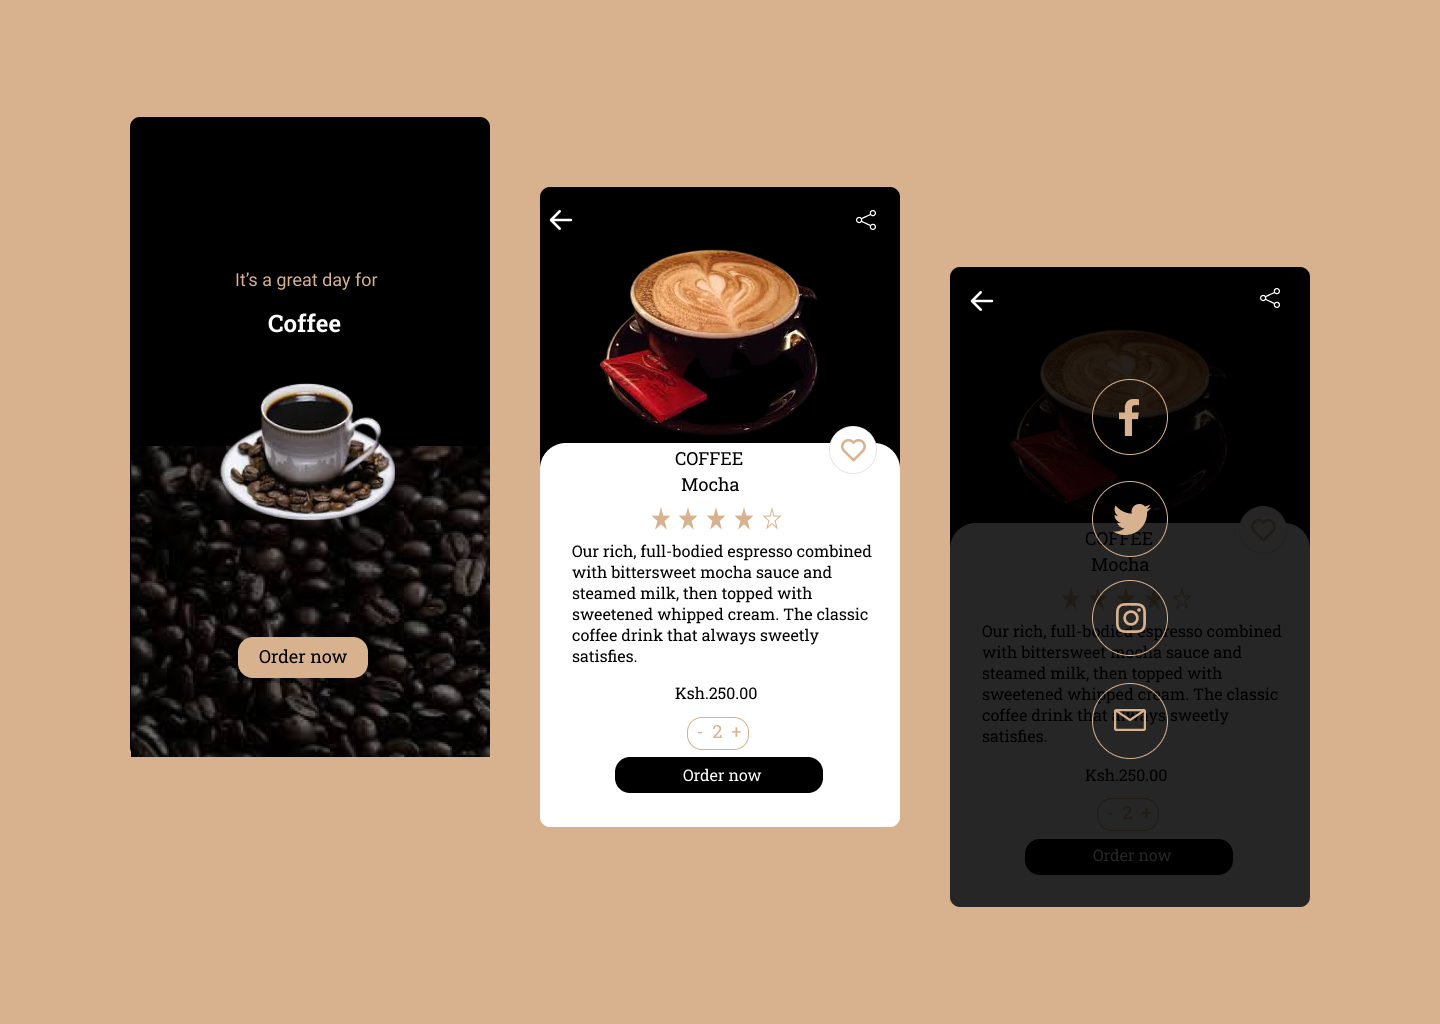 It's a great day for
Coffee
Order now
COFFEE
Mocha
Our rich, full-bodied espresso combined
with bittersweet mocha sauce and
steamed milk, then topped with
sweetened whipped cream. The classic
coffee drink that always sweetly
satisfies.
Ksh.250.00
- 2 +
Order now
COFFEE
Mocha
Our rich, full-bodied espresso combined
with bittersweet mocha sauce and
steamed milk, then topped with
sweetened whipped cream. The classic
coffee drink that always sweetly
satisfies.
Ksh.250.00
- 2 +
Order now